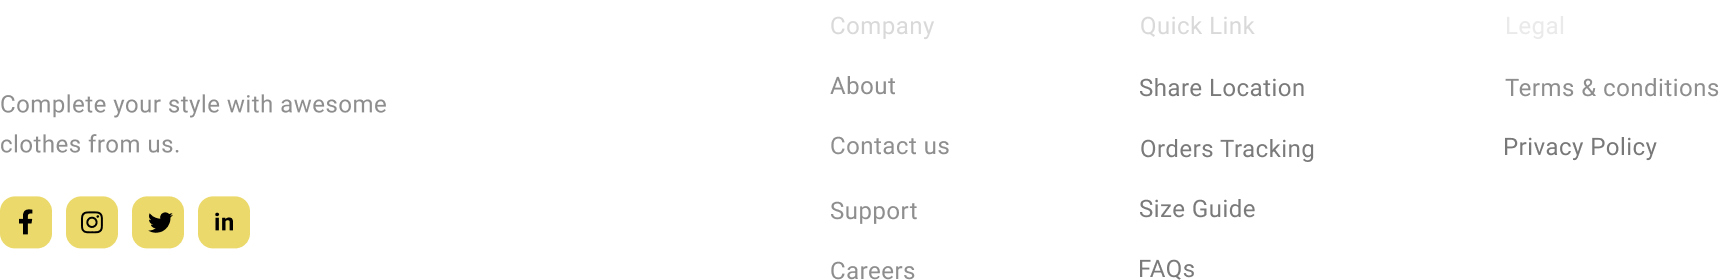 Complete your style with awesome
clothes from us.
Company
About
Contact us
Support
Careers
Quick Link
Share Location
Orders Tracking
Size Guide
FAQs
Legal
Terms & conditions
Privacy Policy